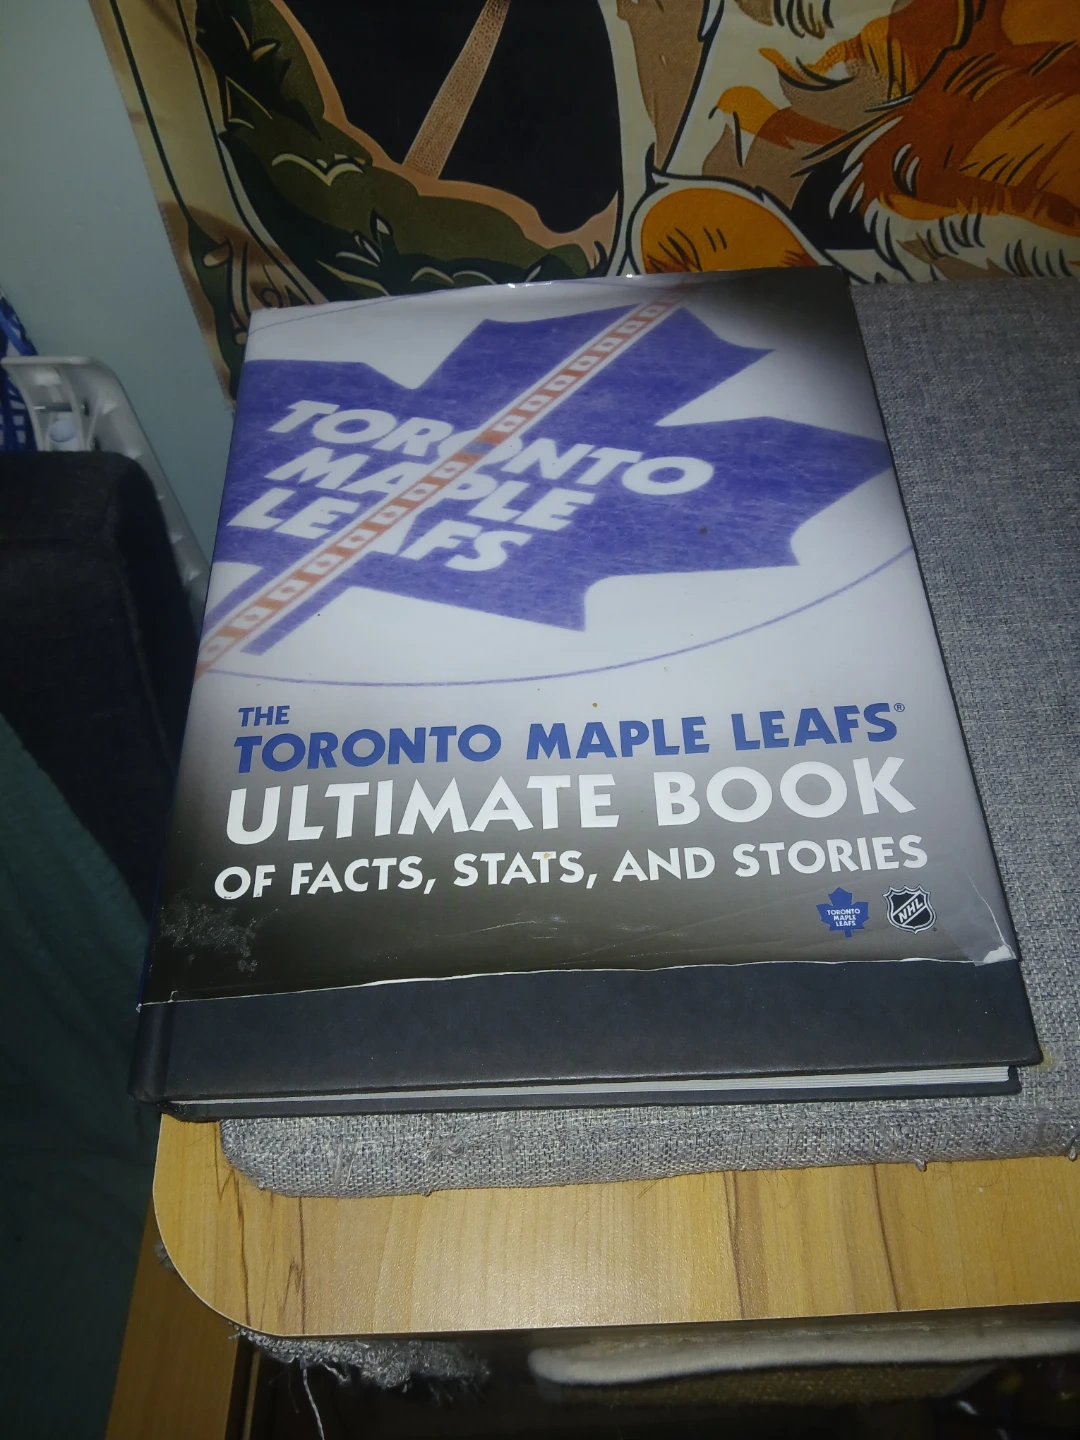 TORONTO
MAPLE
LEAFS
THE
TORONTO MAPLE LEAFS®
ULTIMATE BOOK
OF FACTS, STATS, AND STORIES
TORONTO
MAPLE
LEAFS
NHL